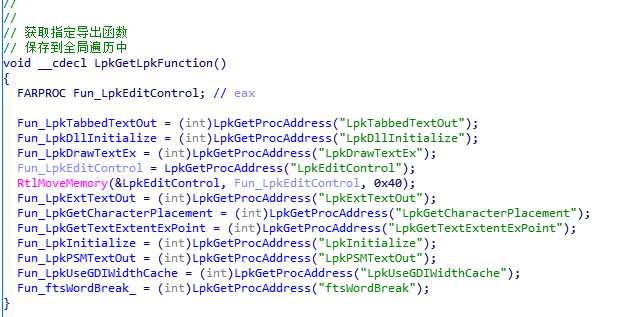 //
//
// 获取指定导出函数
// 保存到全局遍历中
void __cdecl LpkGetLpkFunction()
{
  FARPROC Fun_LpkEditControl; // eax

  Fun_LpkTabbedTextOut = (int)LpkGetProcAddress("LpkTabbedTextOut");
  Fun_LpkDllInitialize = (int)LpkGetProcAddress("LpkDllInitialize");
  Fun_LpkDrawTextEx = (int)LpkGetProcAddress("LpkDrawTextEx");
  Fun_LpkEditControl = LpkGetProcAddress("LpkEditControl");
  RtlMoveMemory(&LpkEditControl, Fun_LpkEditControl, 0x40);
  Fun_LpkExtTextOut = (int)LpkGetProcAddress("LpkExtTextOut");
  Fun_LpkGetCharacterPlacement = (int)LpkGetProcAddress("LpkGetCharacterPlacement");
  Fun_LpkGetTextExtentExPoint = (int)LpkGetProcAddress("LpkGetTextExtentExPoint");
  Fun_LpkInitialize = (int)LpkGetProcAddress("LpkInitialize");
  Fun_LpkPSMTextOut = (int)LpkGetProcAddress("LpkPSMTextOut");
  Fun_LpkUseGDIWidthCache = (int)LpkGetProcAddress("LpkUseGDIWidthCache");
  Fun_ftsWordBreak_ = (int)LpkGetProcAddress("ftsWordBreak");
}